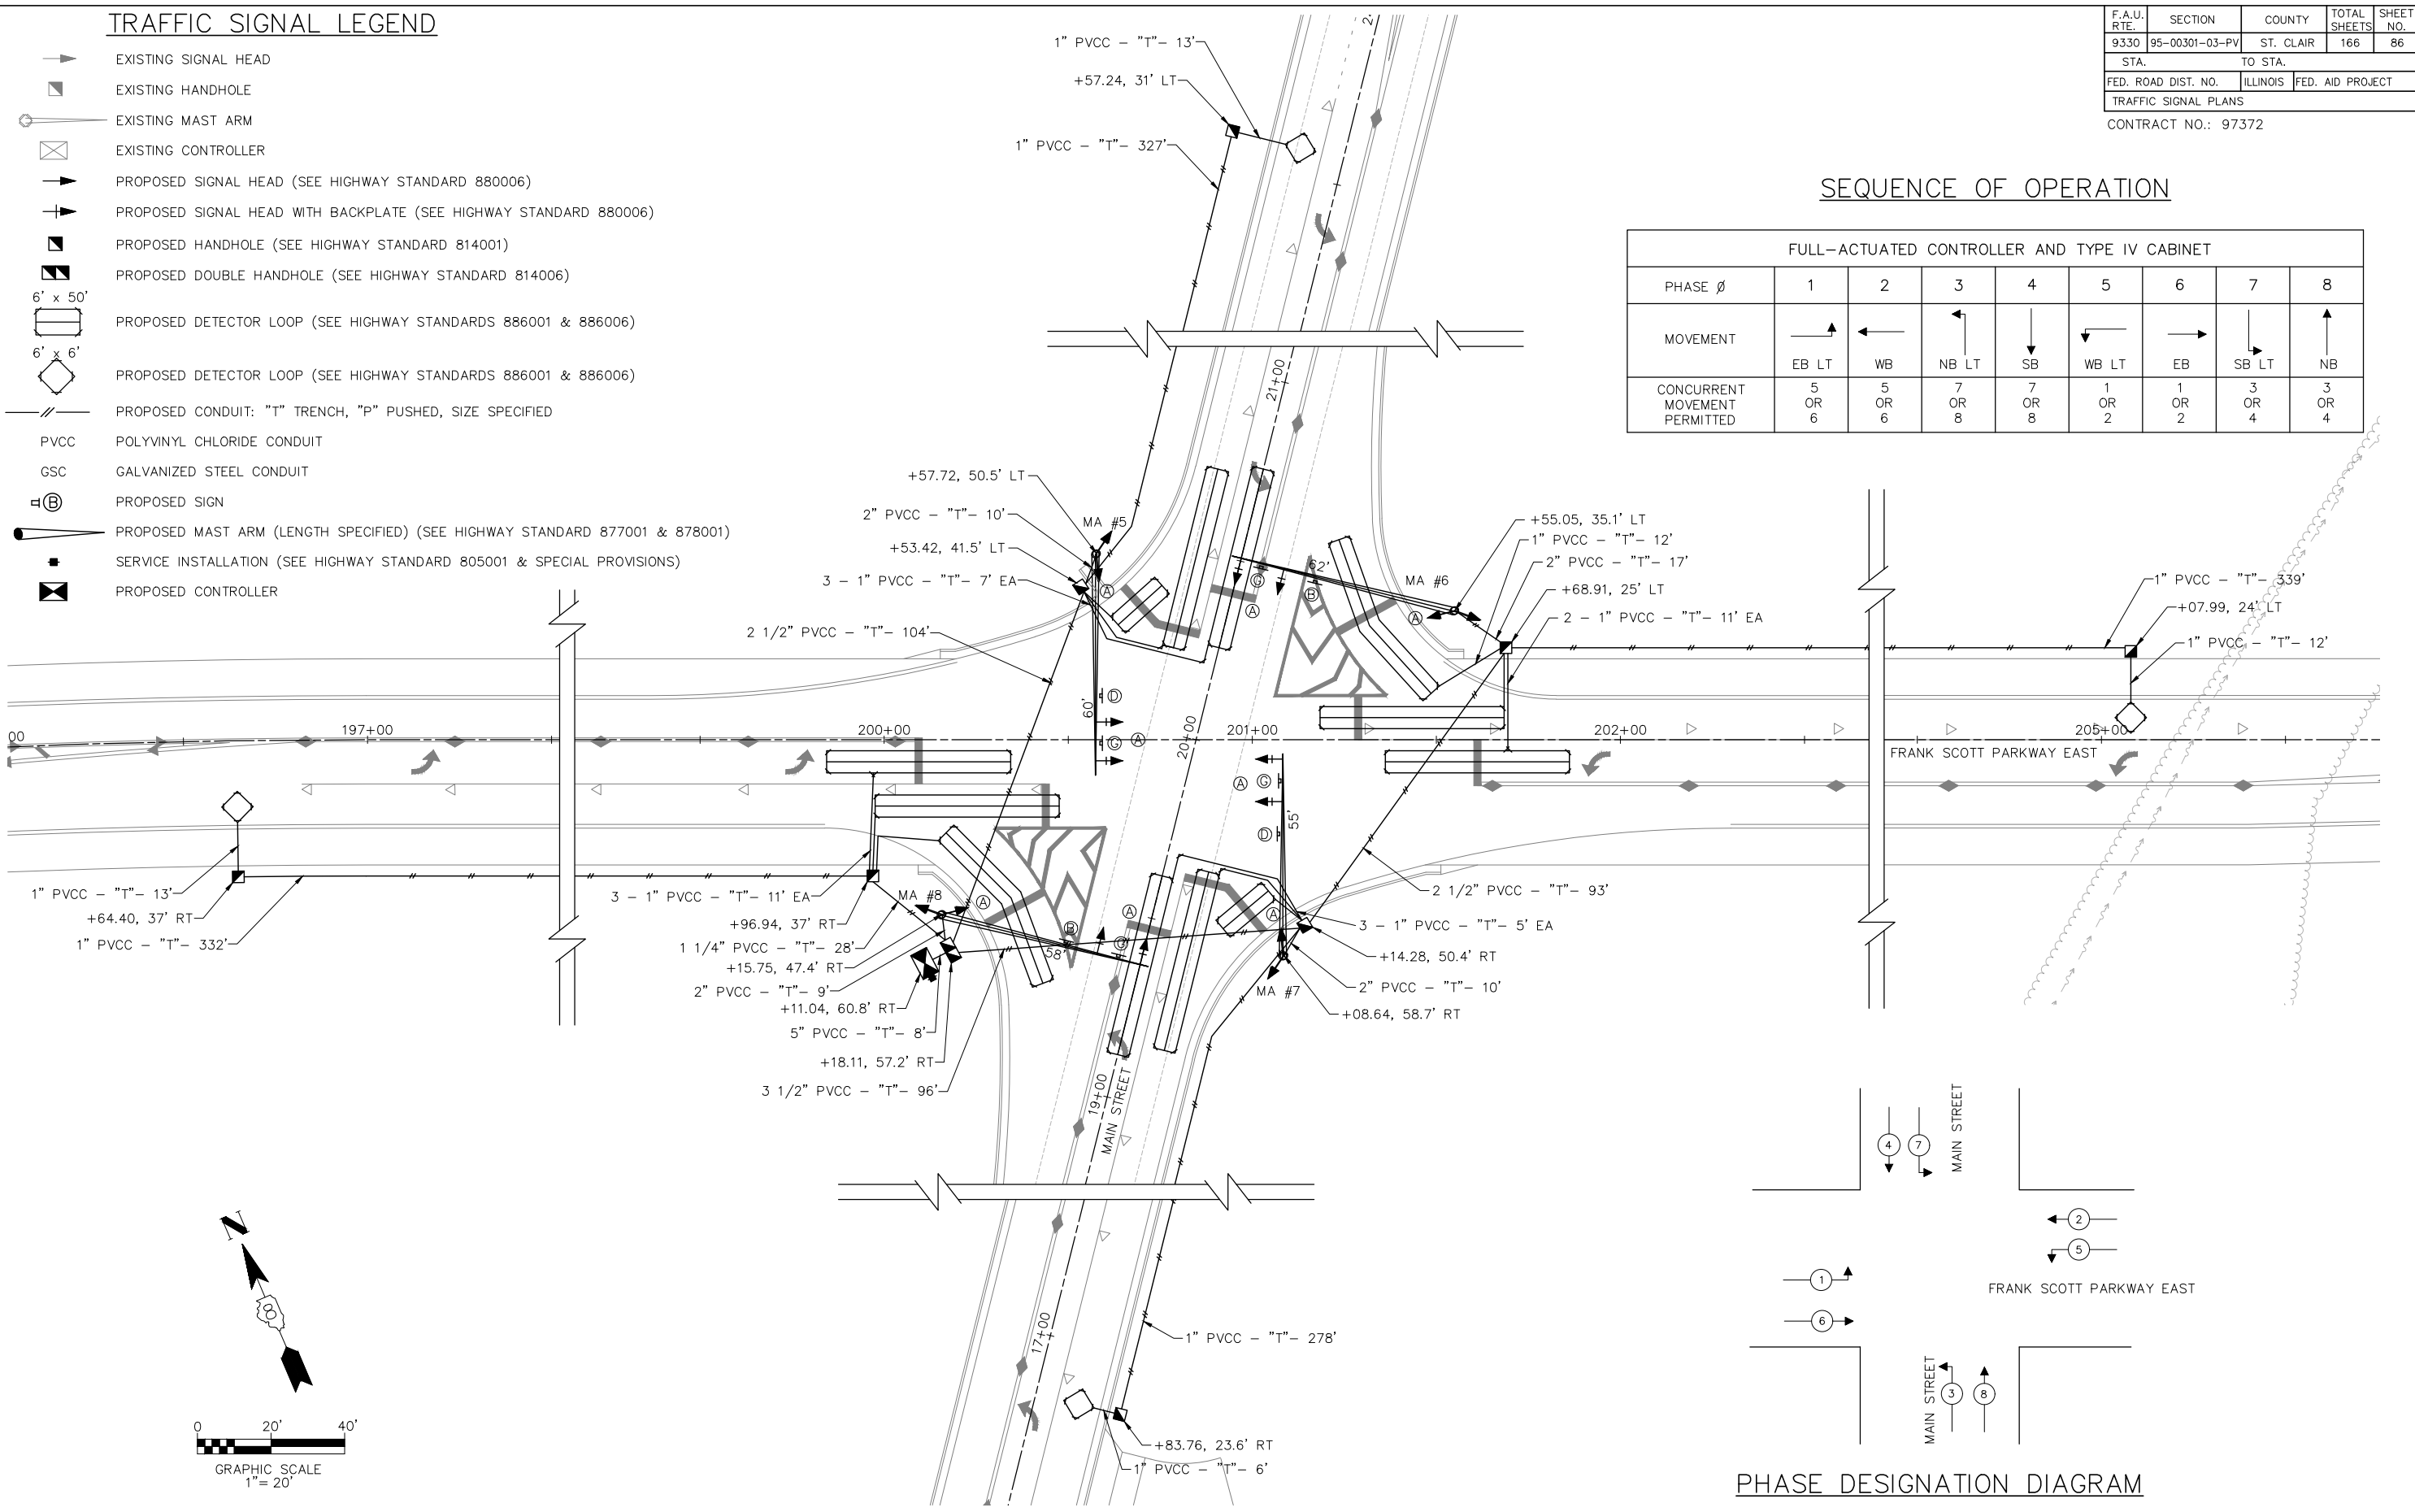 TRAFFIC SIGNAL LEGEND
EXISTING SIGNAL HEAD
EXISTING HANDHOLE
EXISTING MAST ARM
EXISTING CONTROLLER
PROPOSED SIGNAL HEAD (SEE HIGHWAY STANDARD 880006)
PROPOSED SIGNAL HEAD WITH BACKPLATE (SEE HIGHWAY STANDARD 880006)
PROPOSED HANDHOLE (SEE HIGHWAY STANDARD 814001)
PROPOSED DOUBLE HANDHOLE (SEE HIGHWAY STANDARD 814006)
6' x 50'
PROPOSED DETECTOR LOOP (SEE HIGHWAY STANDARDS 886001 & 886006)
6' x 6'
PROPOSED DETECTOR LOOP (SEE HIGHWAY STANDARDS 886001 & 886006)
PROPOSED CONDUIT: "T" TRENCH, "P" PUSHED, SIZE SPECIFIED
PVCC POLYVINYL CHLORIDE CONDUIT
GSC GALVANIZED STEEL CONDUIT
B PROPOSED SIGN
PROPOSED MAST ARM (LENGTH SPECIFIED) (SEE HIGHWAY STANDARD 877001 & 878001)
SERVICE INSTALLATION (SEE HIGHWAY STANDARD 805001 & SPECIAL PROVISIONS)
PROPOSED CONTROLLER
F.A.U. RTE. SECTION COUNTY TOTAL SHEETS SHEET NO.
9330 95-00301-03-PV ST. CLAIR 166 86
STA. TO STA.
FED. ROAD DIST. NO. ILLINOIS FED. AID PROJECT
TRAFFIC SIGNAL PLANS
CONTRACT NO.: 97372
SEQUENCE OF OPERATION
FULL-ACTUATED CONTROLLER AND TYPE IV CABINET
PHASE Ø 1 2 3 4 5 6 7 8
MOVEMENT
EB LT WB NB LT SB WB LT EB SB LT NB
CONCURRENT MOVEMENT PERMITTED
5 5 7 7 1 1 3 3
OR OR OR OR OR OR OR OR
6 6 8 8 2 2 4 4
1" PVCC - "T"- 13'
+57.24, 31' LT
1" PVCC - "T"- 327'
21+00
+57.72, 50.5' LT
2" PVCC - "T"- 10'
MA #5
+53.42, 41.5' LT
3 - 1" PVCC - "T"- 7' EA
2 1/2" PVCC - "T"- 104'
A
A
G
62'
B
MA #6
A
+55.05, 35.1' LT
1" PVCC - "T"- 12'
2" PVCC - "T"- 17'
+68.91, 25' LT
2 - 1" PVCC - "T"- 11' EA
1" PVCC - "T"- 339'
+07.99, 24' LT
1" PVCC - "T"- 12'
D
60'
G
A
00
197+00
200+00
20+00
201+00
202+00
205+00
FRANK SCOTT PARKWAY EAST
A
G
D
55'
1" PVCC - "T"- 13'
+64.40, 37' RT
1" PVCC - "T"- 332'
3 - 1" PVCC - "T"- 11' EA
MA #8
A
+96.94, 37' RT
1 1/4" PVCC - "T"- 28'
+15.75, 47.4' RT
2" PVCC - "T"- 9'
+11.04, 60.8' RT
5" PVCC - "T"- 8'
+18.11, 57.2' RT
3 1/2" PVCC - "T"- 96'
B
58'
G
A
A
2 1/2" PVCC - "T"- 93'
3 - 1" PVCC - "T"- 5' EA
+14.28, 50.4' RT
2" PVCC - "T"- 10'
MA #7
+08.64, 58.7' RT
19+00
MAIN STREET
17+00
1" PVCC - "T"- 278'
+83.76, 23.6' RT
1" PVCC - "T"- 6'
N
8
0 20' 40'
GRAPHIC SCALE
1"= 20'
4 7
MAIN STREET
2
5
1
6
FRANK SCOTT PARKWAY EAST
MAIN STREET
3 8
PHASE DESIGNATION DIAGRAM